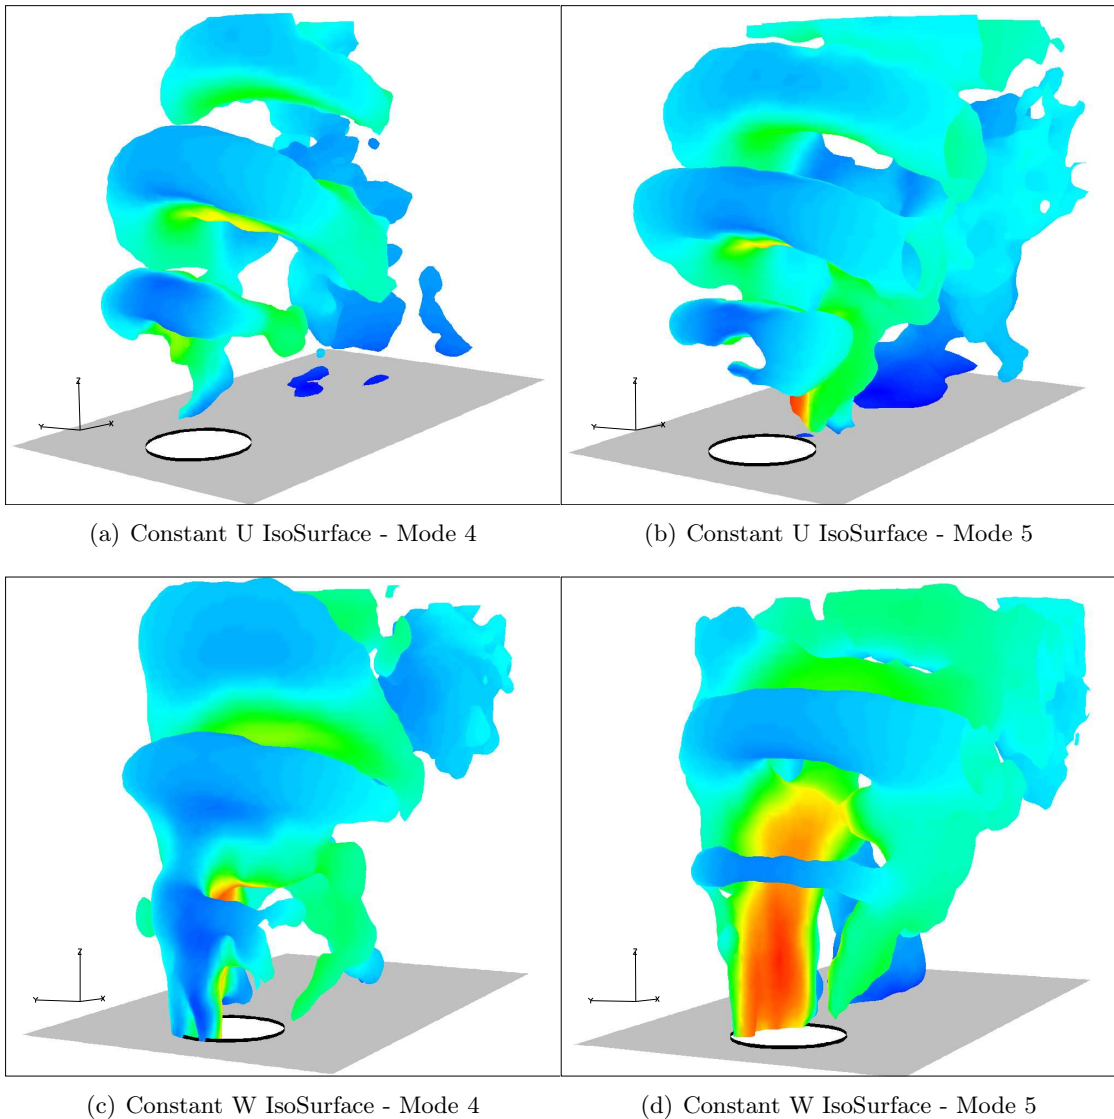 Z
Y
X
Z
Y
X
(a) Constant U IsoSurface - Mode 4
(b) Constant U IsoSurface - Mode 5
Z
Y
X
Z
Y
X
(c) Constant W IsoSurface - Mode 4
(d) Constant W IsoSurface - Mode 5